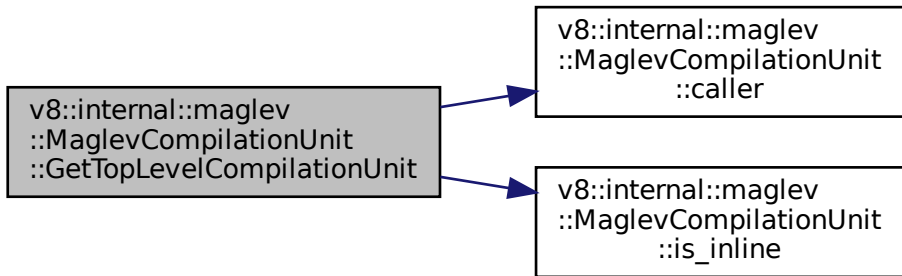 v8::internal::maglev
::MaglevCompilationUnit
::GetTopLevelCompilationUnit
v8::internal::maglev
::MaglevCompilationUnit
::caller
v8::internal::maglev
::MaglevCompilationUnit
::is_inline